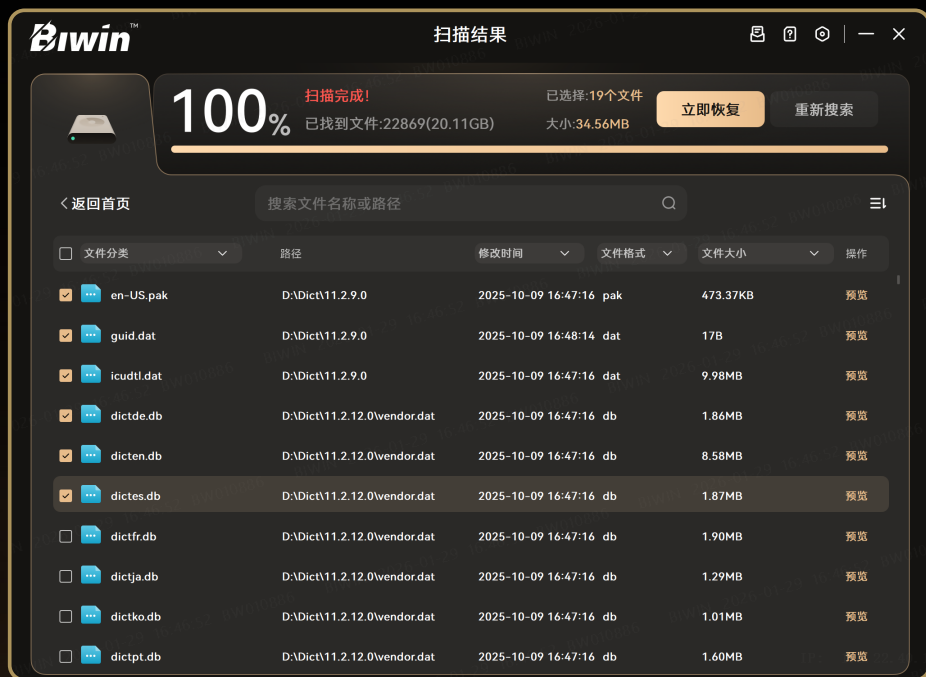 BIWIN™
扫描结果
100%
扫描完成!
已找到文件:22869(20.11GB)
已选择:19个文件
大小:34.56MB
立即恢复
重新搜索
返回首页
搜索文件名称或路径
文件分类 路径 修改时间 文件格式 文件大小 操作
en-US.pak D:\Dict\11.2.9.0 2025-10-09 16:47:16 pak 473.37KB 预览
guid.dat D:\Dict\11.2.9.0 2025-10-09 16:48:14 dat 17B 预览
icudtl.dat D:\Dict\11.2.9.0 2025-10-09 16:47:16 dat 9.98MB 预览
dictde.db D:\Dict\11.2.12.0\vendor.dat 2025-10-09 16:47:16 db 1.86MB 预览
dicten.db D:\Dict\11.2.12.0\vendor.dat 2025-10-09 16:47:16 db 8.58MB 预览
dictes.db D:\Dict\11.2.12.0\vendor.dat 2025-10-09 16:47:16 db 1.87MB 预览
dictfr.db D:\Dict\11.2.12.0\vendor.dat 2025-10-09 16:47:16 db 1.90MB 预览
dictja.db D:\Dict\11.2.12.0\vendor.dat 2025-10-09 16:47:16 db 1.29MB 预览
dictko.db D:\Dict\11.2.12.0\vendor.dat 2025-10-09 16:47:16 db 1.01MB 预览
dictpt.db D:\Dict\11.2.12.0\vendor.dat 2025-10-09 16:47:16 db 1.60MB 预览